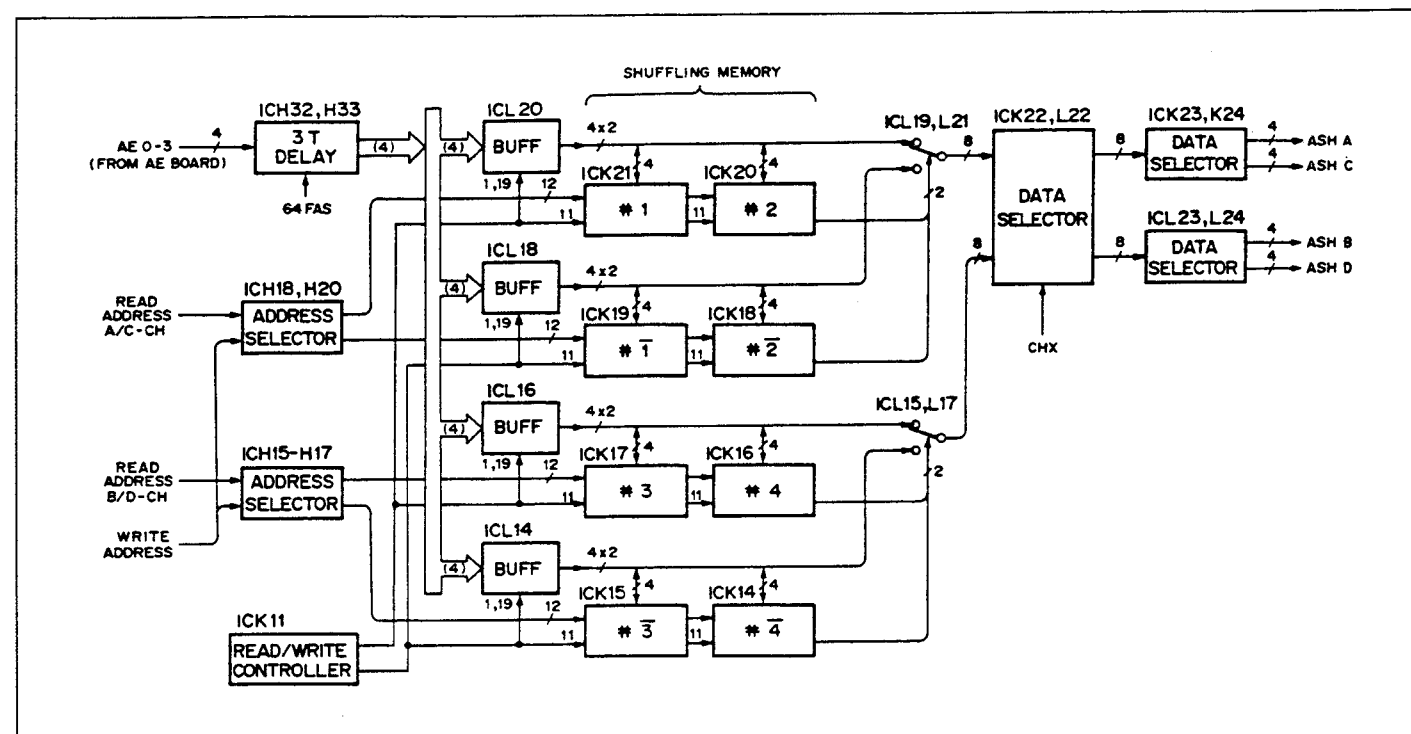 SHUFFLING MEMORY
ICH32, H33
3T
DELAY
4
AE 0-3
(FROM AE BOARD)
64 FAS
(4)
(4)
ICL20
BUFF
4x2
1,19
12
11
ICK21
# 1
4
11
ICK20
# 2
4
ICL19, L21
8
2
ICK22, L22
DATA
SELECTOR
CHX
8
8
8
ICK23, K24
DATA
SELECTOR
4
ASH A
4
ASH C
ICL23, L24
DATA
SELECTOR
4
ASH B
4
ASH D
(4)
ICL18
BUFF
4x2
1,19
12
11
ICK19
# 1̅
4
11
ICK18
# 2̅
4
READ
ADDRESS
A/C-CH
ICH18, H20
ADDRESS
SELECTOR
(4)
ICL16
BUFF
4x2
1,19
12
11
ICK17
# 3
4
11
ICK16
# 4
4
ICL15, L17
2
READ
ADDRESS
B/D-CH
WRITE
ADDRESS
ICH15-H17
ADDRESS
SELECTOR
(4)
ICL14
BUFF
4x2
1,19
12
11
ICK15
# 3̅
4
11
ICK14
# 4̅
4
ICK11
READ/WRITE
CONTROLLER